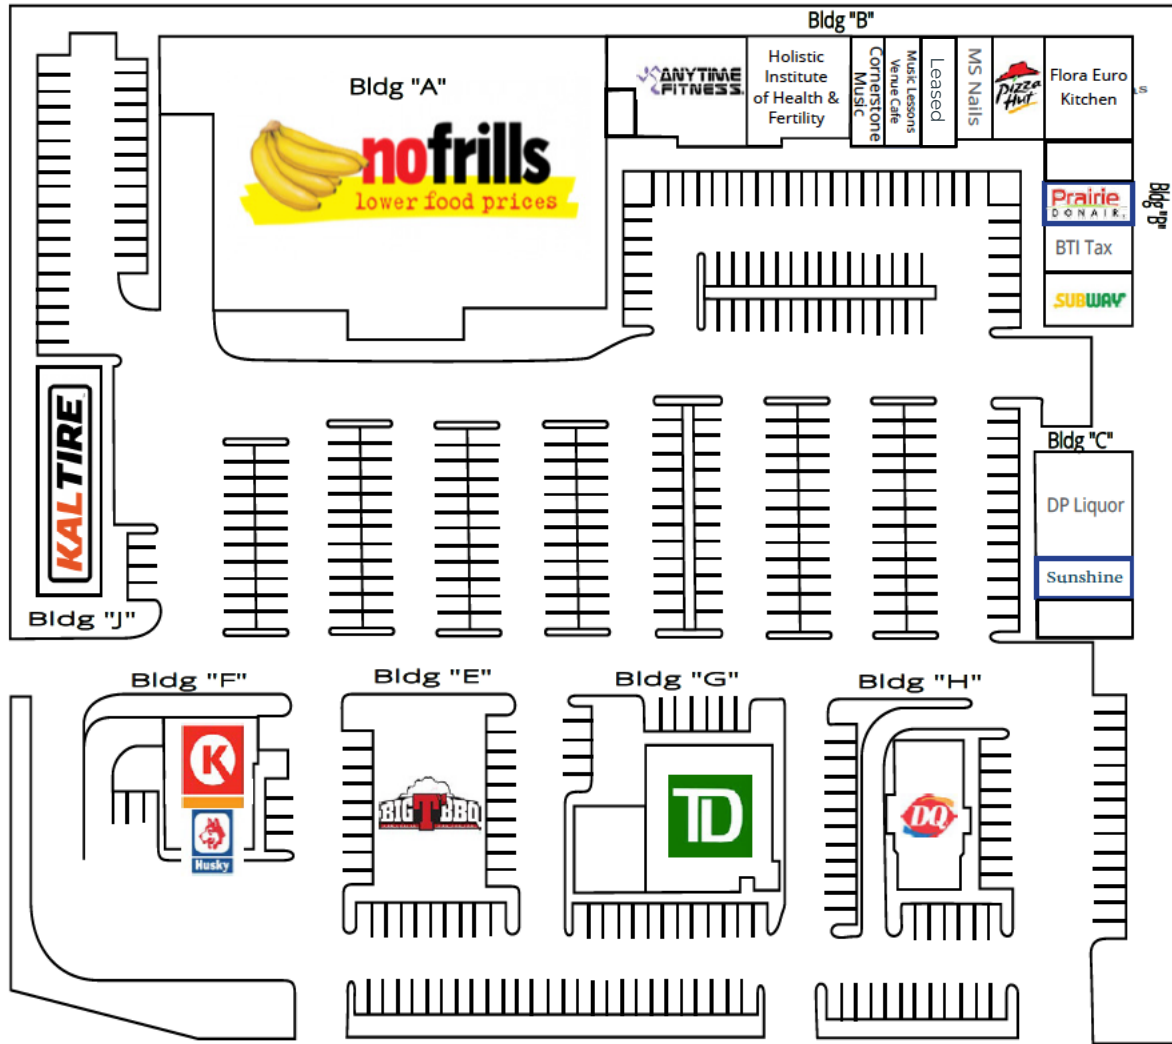 Bldg "B"
Bldg "A"
nofrills
lower food prices
ANYTIME
FITNESS
Holistic
Institute
of Health &
Fertility
Cornerstone
Music
Music Lessons
Venue Cafe
Leased
MS Nails
Pizza
Hut
Flora Euro
Kitchen
as
Prairie
DONAIR
BTI Tax
SUBWAY
KAL TIRE
Bldg "J"
Bldg "C"
DP Liquor
Sunshine
Bldg "F"
K
Husky
Bldg "E"
BIG T BBQ
Bldg "G"
TD
Bldg "H"
DQ